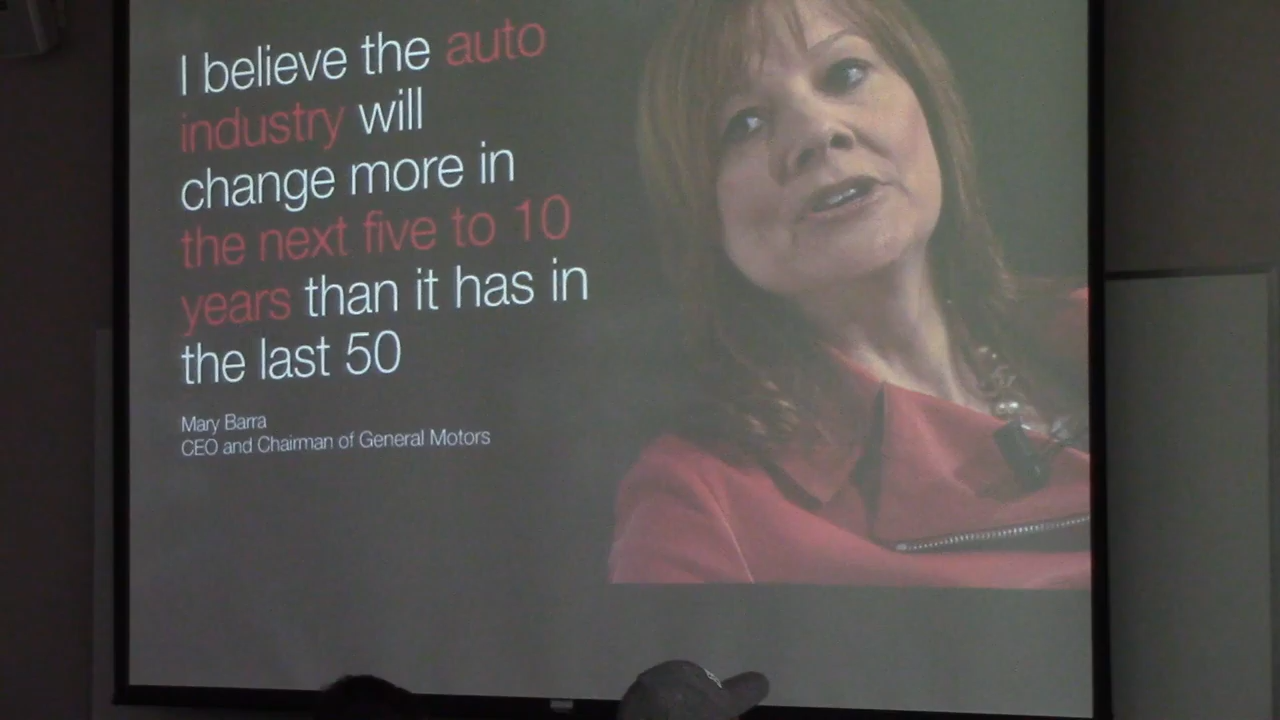 I believe the auto
industry will
change more in
the next five to 10
years than it has in
the last 50
Mary Barra
CEO and Chairman of General Motors